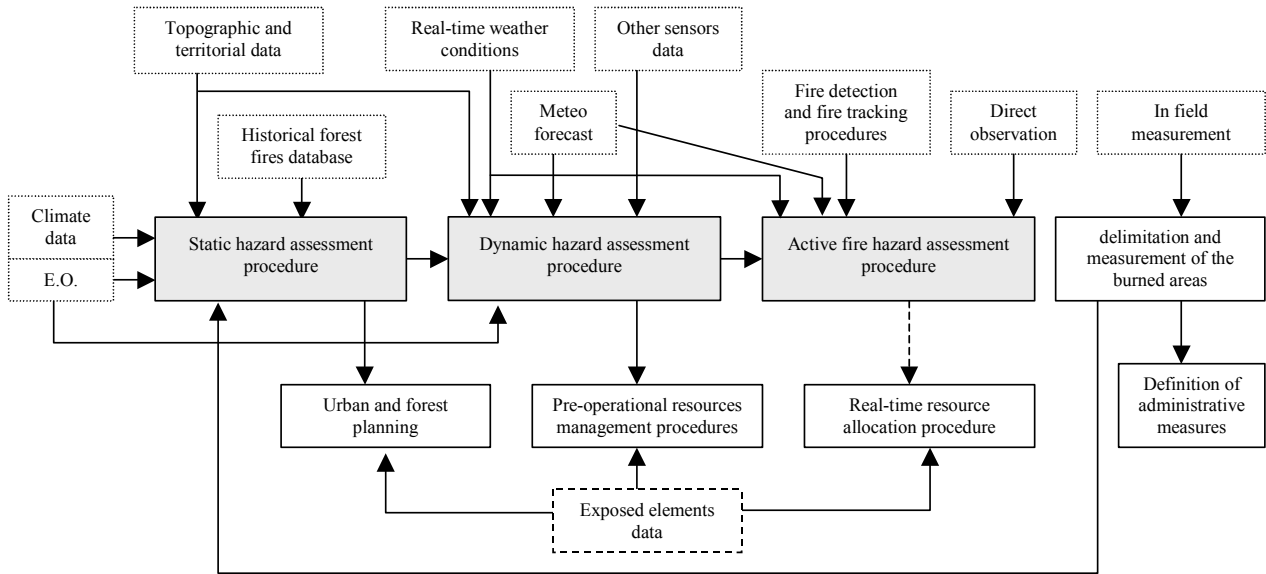 Topographic and
territorial data
Real-time weather
conditions
Other sensors
data
Fire detection
and fire tracking
procedures
Direct
observation
In field
measurement
Meteo
forecast
Historical forest
fires database
Climate
data
E.O.
Static hazard assessment
procedure
Dynamic hazard assessment
procedure
Active fire hazard assessment
procedure
delimitation and
measurement of the
burned areas
Urban and forest
planning
Pre-operational resources
management procedures
Real-time resource
allocation procedure
Definition of
administrative
measures
Exposed elements
data